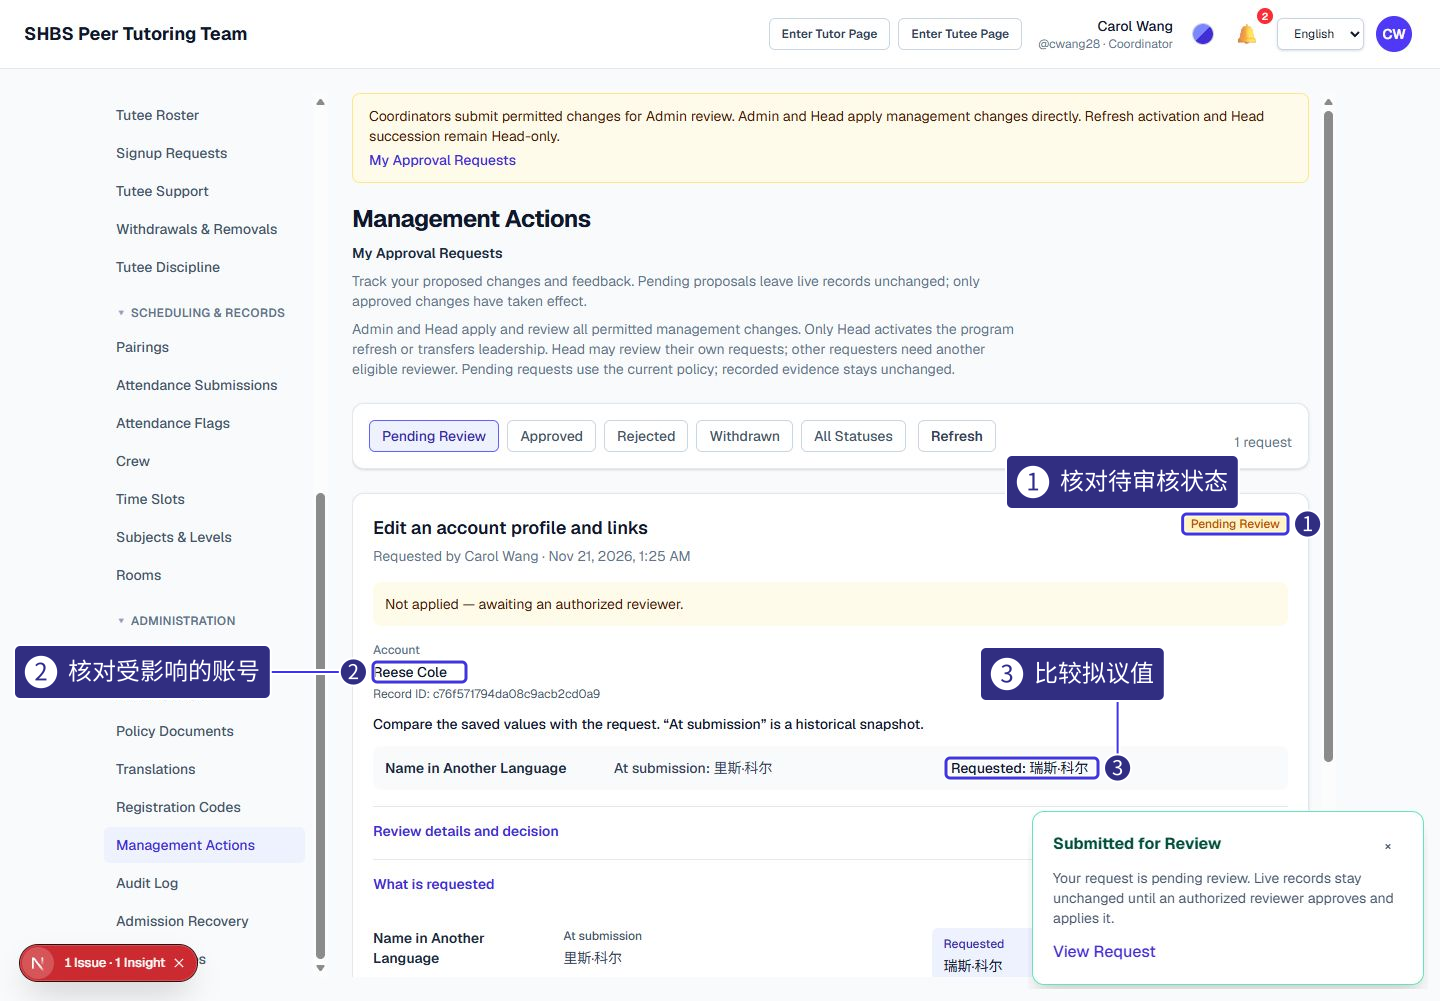 SHBS Peer Tutoring Team
Enter Tutor Page
Enter Tutee Page
Carol Wang
@cwang28 · Coordinator
2
English
CW
Tutee Roster
Signup Requests
Tutee Support
Withdrawals & Removals
Tutee Discipline
SCHEDULING & RECORDS
Pairings
Attendance Submissions
Attendance Flags
Crew
Time Slots
Subjects & Levels
Rooms
ADMINISTRATION
2 核对受影响的账号
Policy Documents
Translations
Registration Codes
Management Actions
Audit Log
Admission Recovery
s
N 1 Issue · 1 Insight ×
Coordinators submit permitted changes for Admin review. Admin and Head apply management changes directly. Refresh activation and Head
succession remain Head-only.
My Approval Requests
Management Actions
My Approval Requests
Track your proposed changes and feedback. Pending proposals leave live records unchanged; only
approved changes have taken effect.
Admin and Head apply and review all permitted management changes. Only Head activates the program
refresh or transfers leadership. Head may review their own requests; other requesters need another
eligible reviewer. Pending requests use the current policy; recorded evidence stays unchanged.
Pending Review
Approved
Rejected
Withdrawn
All Statuses
Refresh
1 request
1 核对待审核状态
Edit an account profile and links
Pending Review 1
Requested by Carol Wang · Nov 21, 2026, 1:25 AM
Not applied — awaiting an authorized reviewer.
Account
2 Reese Cole
Record ID: c76f571794da08c9acb2cd0a9
3 比较拟议值
Compare the saved values with the request. “At submission” is a historical snapshot.
Name in Another Language
At submission: 里斯·科尔
Requested: 瑞斯·科尔 3
Review details and decision
What is requested
Name in Another
Language
At submission
里斯·科尔
Requested
瑞斯·科尔
Submitted for Review ×
Your request is pending review. Live records stay
unchanged until an authorized reviewer approves and
applies it.
View Request